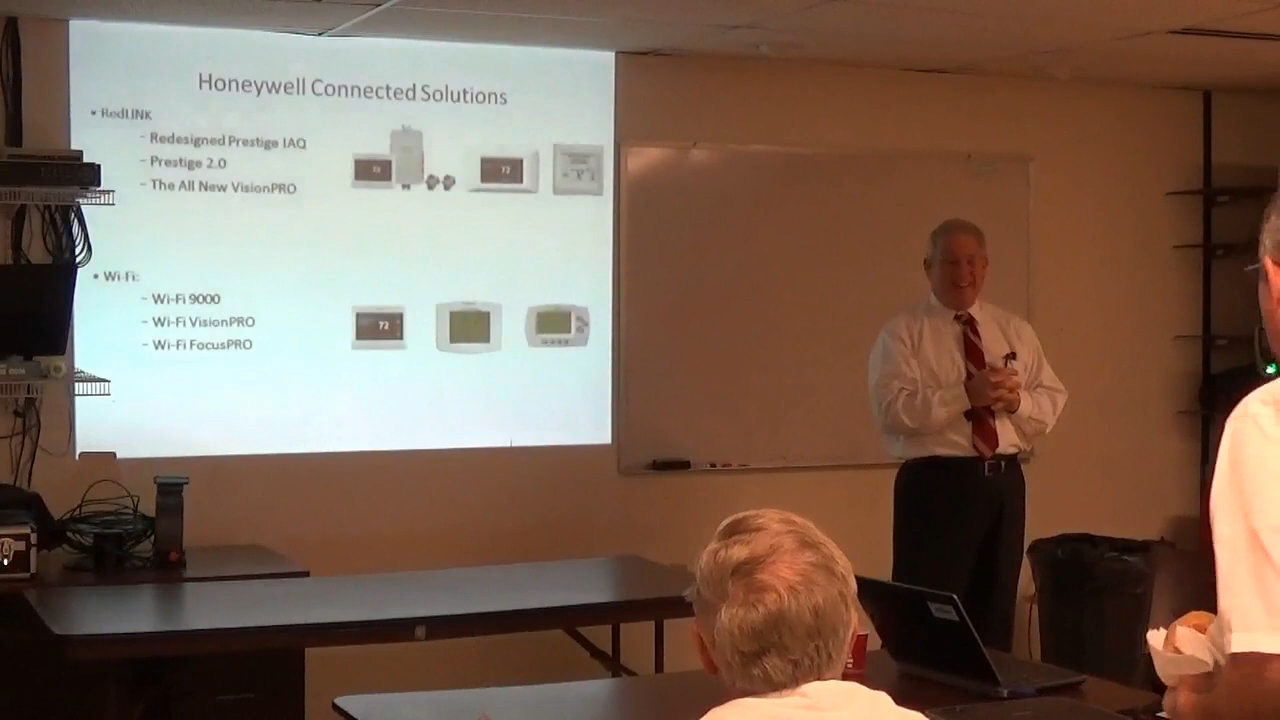 Honeywell Connected Solutions
• RedLINK
- Redesigned Prestige IAQ
- Prestige 2.0
- The All New VisionPRO
72
• Wi-Fi:
- Wi-Fi 9000
- Wi-Fi VisionPRO
- Wi-Fi FocusPRO
72